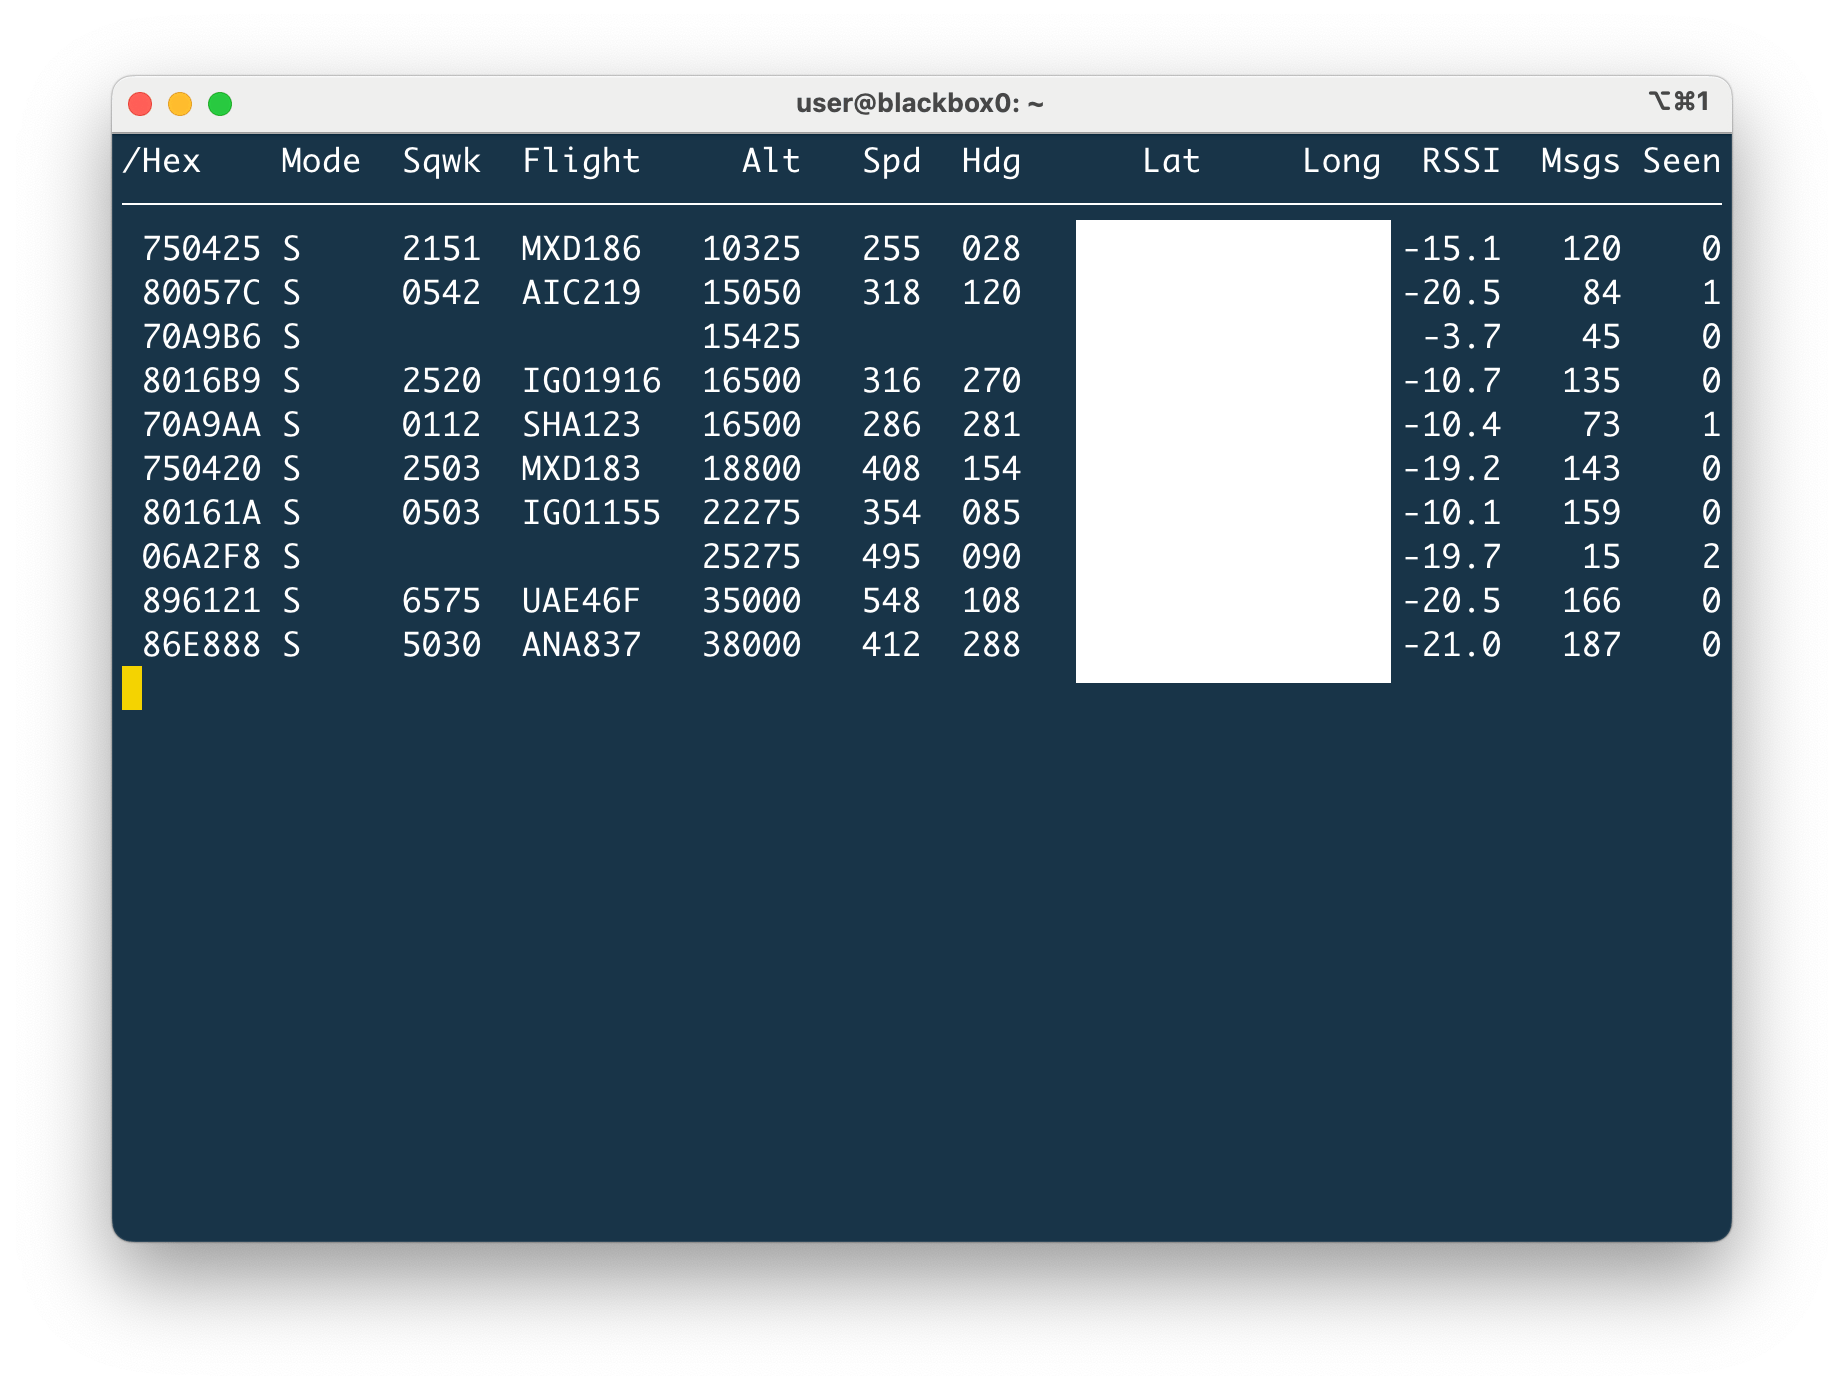 user@blackbox0: ~ ⌥⌘1
/Hex Mode Sqwk Flight Alt Spd Hdg Lat Long RSSI Msgs Seen
750425 S 2151 MXD186 10325 255 028 -15.1 120 0
80057C S 0542 AIC219 15050 318 120 -20.5 84 1
70A9B6 S 15425 -3.7 45 0
8016B9 S 2520 IGO1916 16500 316 270 -10.7 135 0
70A9AA S 0112 SHA123 16500 286 281 -10.4 73 1
750420 S 2503 MXD183 18800 408 154 -19.2 143 0
80161A S 0503 IGO1155 22275 354 085 -10.1 159 0
06A2F8 S 25275 495 090 -19.7 15 2
896121 S 6575 UAE46F 35000 548 108 -20.5 166 0
86E888 S 5030 ANA837 38000 412 288 -21.0 187 0